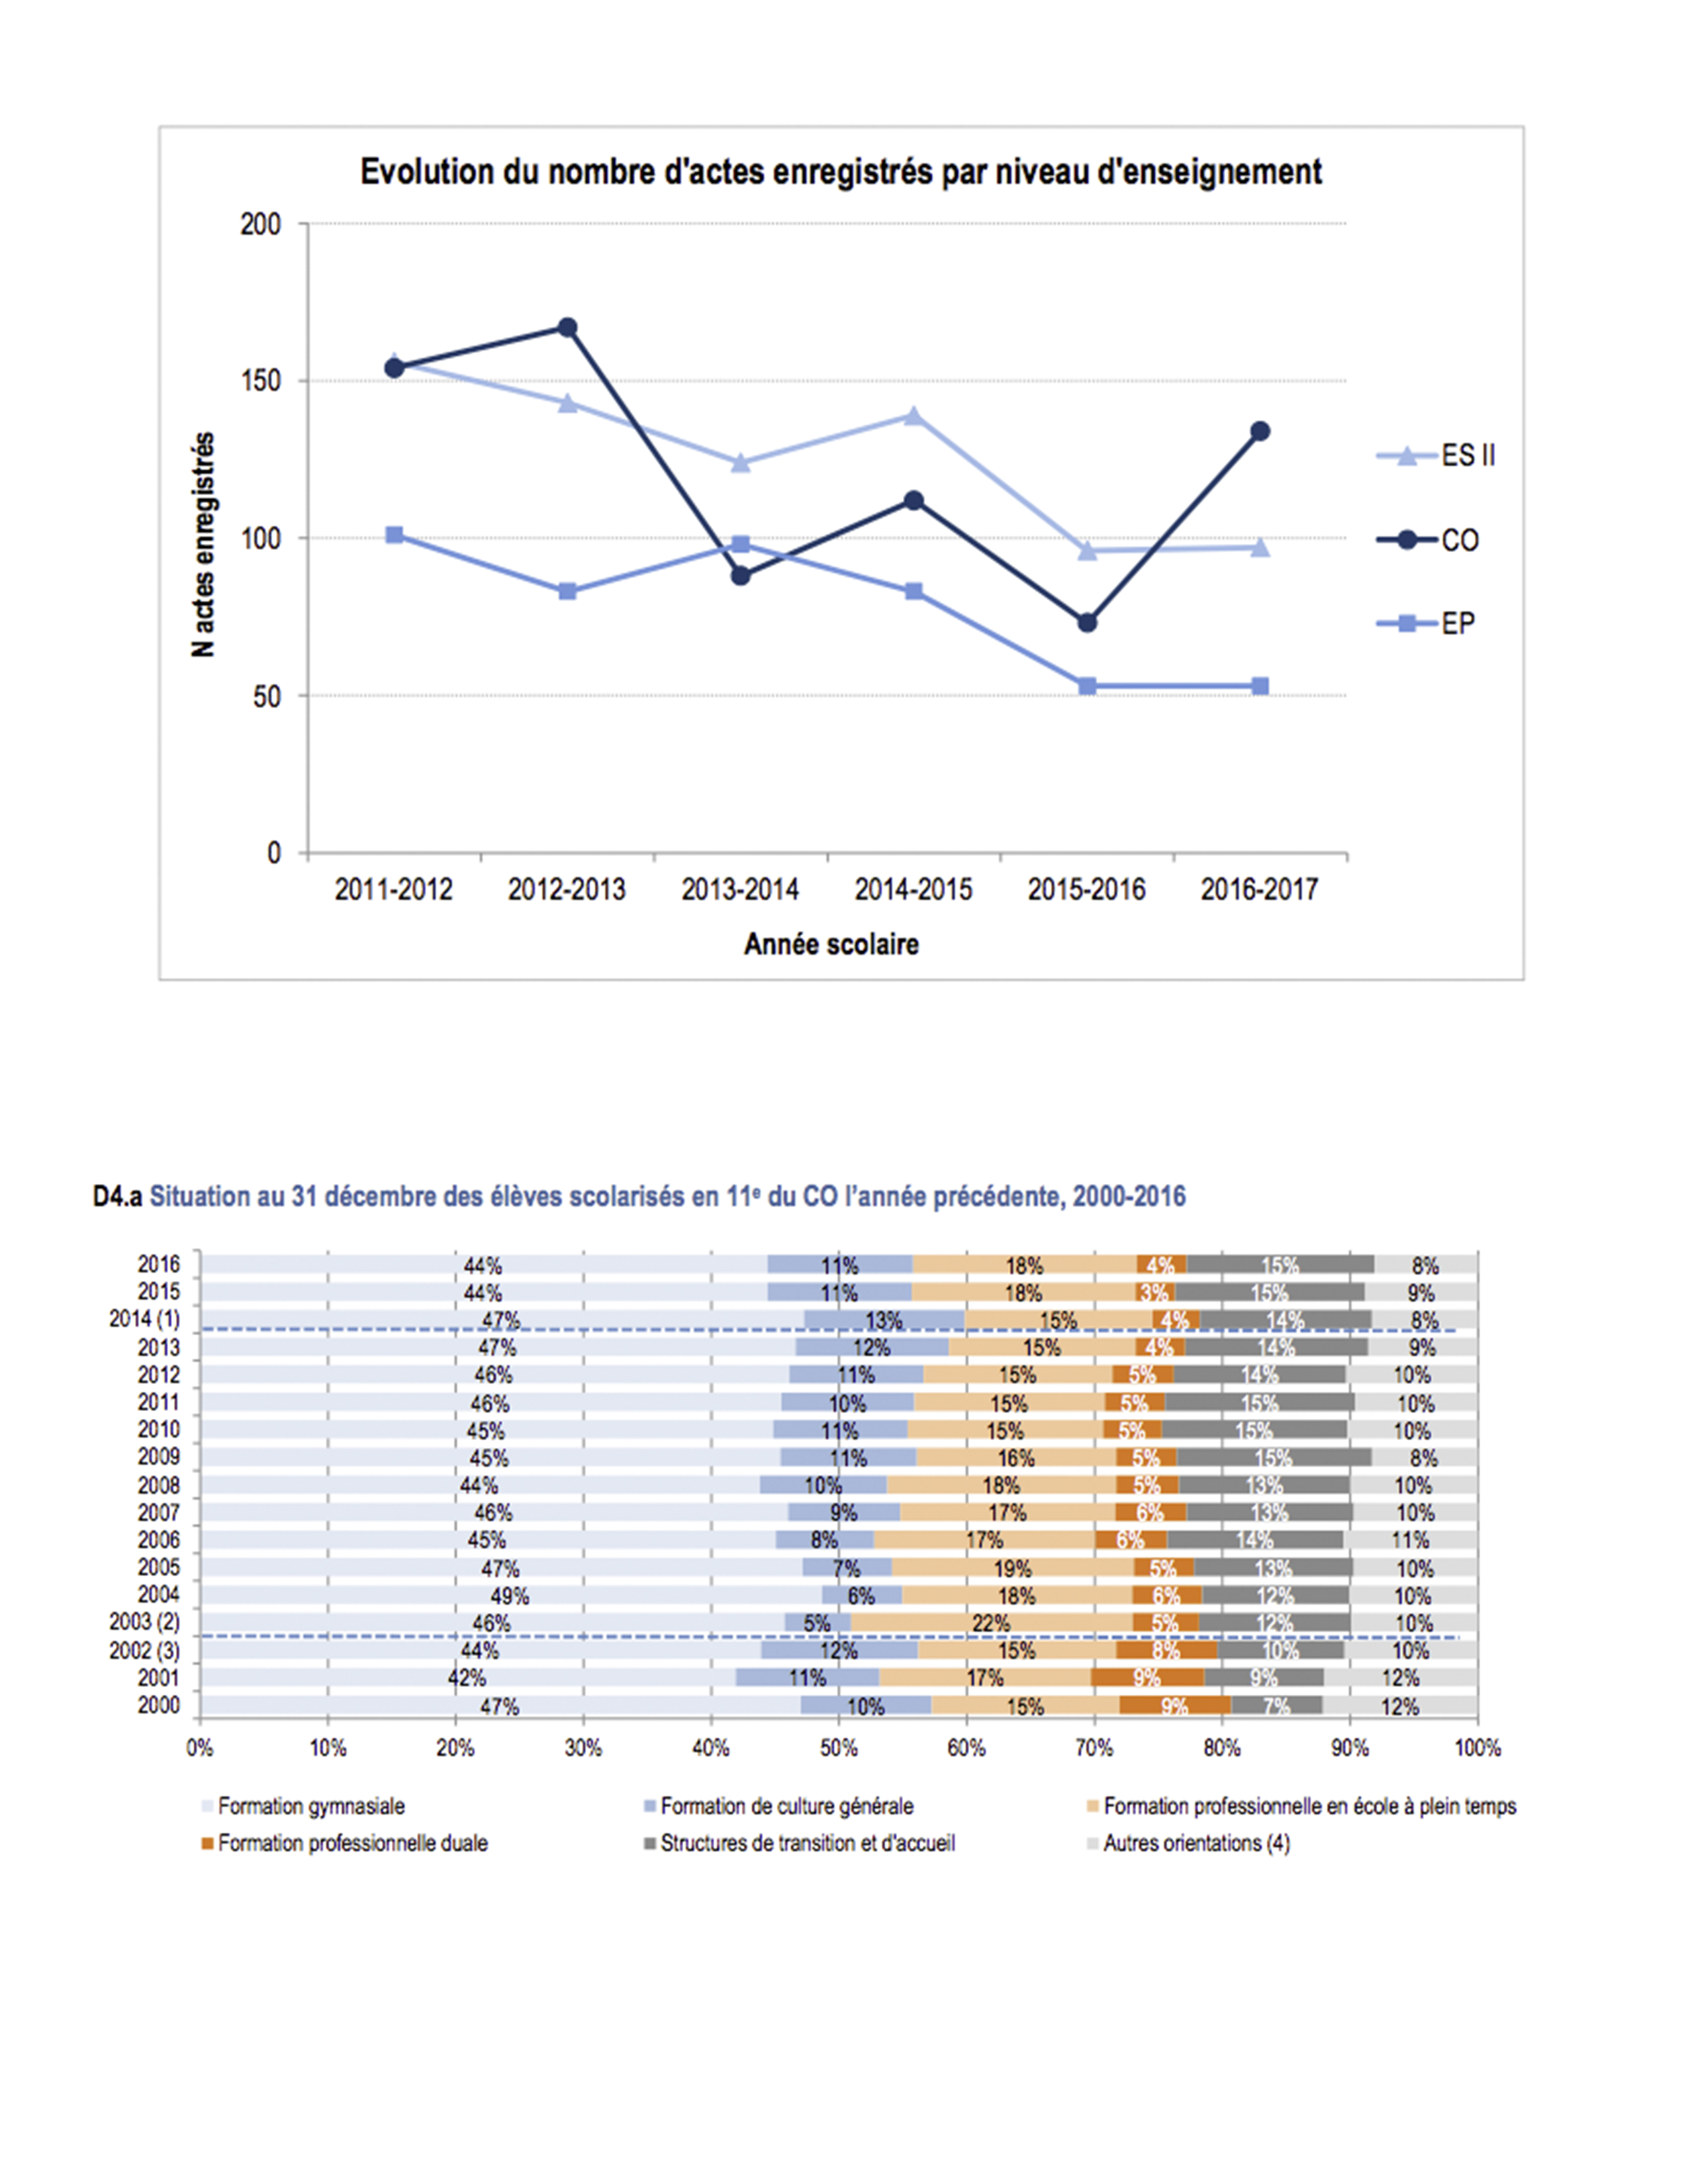 Evolution du nombre d'actes enregistrés par niveau d'enseignement
200
150
100
50
0
N actes enregistrés
2011-2012 2012-2013 2013-2014 2014-2015 2015-2016 2016-2017
Année scolaire
ES II
CO
EP
D4.a Situation au 31 décembre des élèves scolarisés en 11e du CO l'année précédente, 2000-2016
2016 44% 11% 18% 4% 15% 8%
2015 44% 11% 18% 3% 15% 9%
2014 (1) 47% 13% 15% 4% 14% 8%
2013 47% 12% 15% 4% 14% 9%
2012 46% 11% 15% 5% 14% 10%
2011 46% 10% 15% 5% 15% 10%
2010 45% 11% 15% 5% 15% 10%
2009 45% 11% 16% 5% 15% 8%
2008 44% 10% 18% 5% 13% 10%
2007 46% 9% 17% 6% 13% 10%
2006 45% 8% 17% 6% 14% 11%
2005 47% 7% 19% 5% 13% 10%
2004 49% 6% 18% 6% 12% 10%
2003 (2) 46% 5% 22% 5% 12% 10%
2002 (3) 44% 12% 15% 8% 10% 10%
2001 42% 11% 17% 9% 9% 12%
2000 47% 10% 15% 9% 7% 12%
0% 10% 20% 30% 40% 50% 60% 70% 80% 90% 100%
Formation gymnasiale Formation de culture générale Formation professionnelle en école à plein temps
Formation professionnelle duale Structures de transition et d'accueil Autres orientations (4)